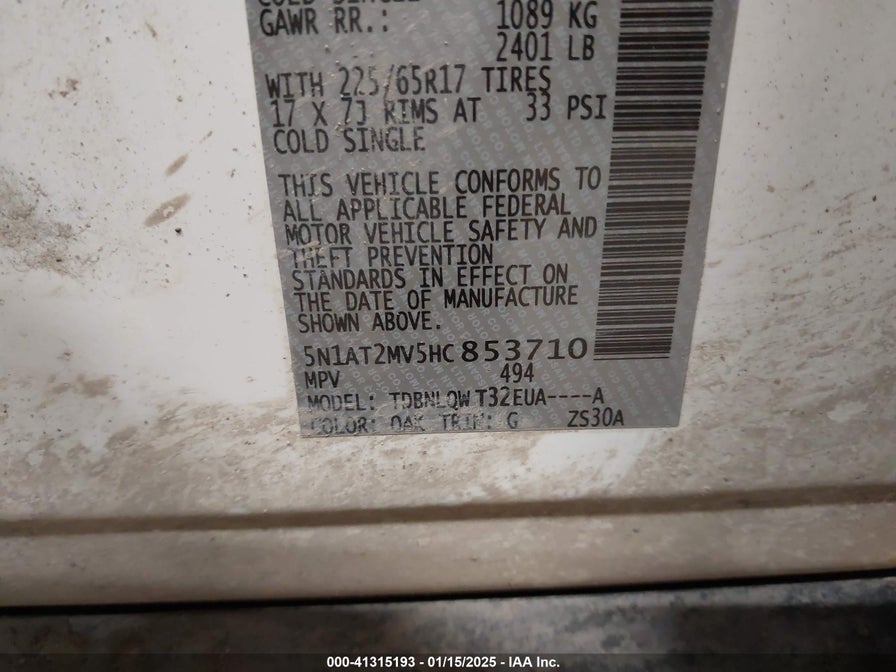 COLD SINGLE
GAWR RR.: 1089 KG
2401 LB
WITH 225/65R17 TIRES
17 X 7J RIMS AT 33 PSI
COLD SINGLE
THIS VEHICLE CONFORMS TO
ALL APPLICABLE FEDERAL
MOTOR VEHICLE SAFETY AND
THEFT PREVENTION
STANDARDS IN EFFECT ON
THE DATE OF MANUFACTURE
SHOWN ABOVE.
5N1AT2MV5HC853710
MPV 494
MODEL: TDBNLQW T32EUA----A
COLOR: QAK TRIM: G ZS30A
000-41315193 - 01/15/2025 - IAA Inc.